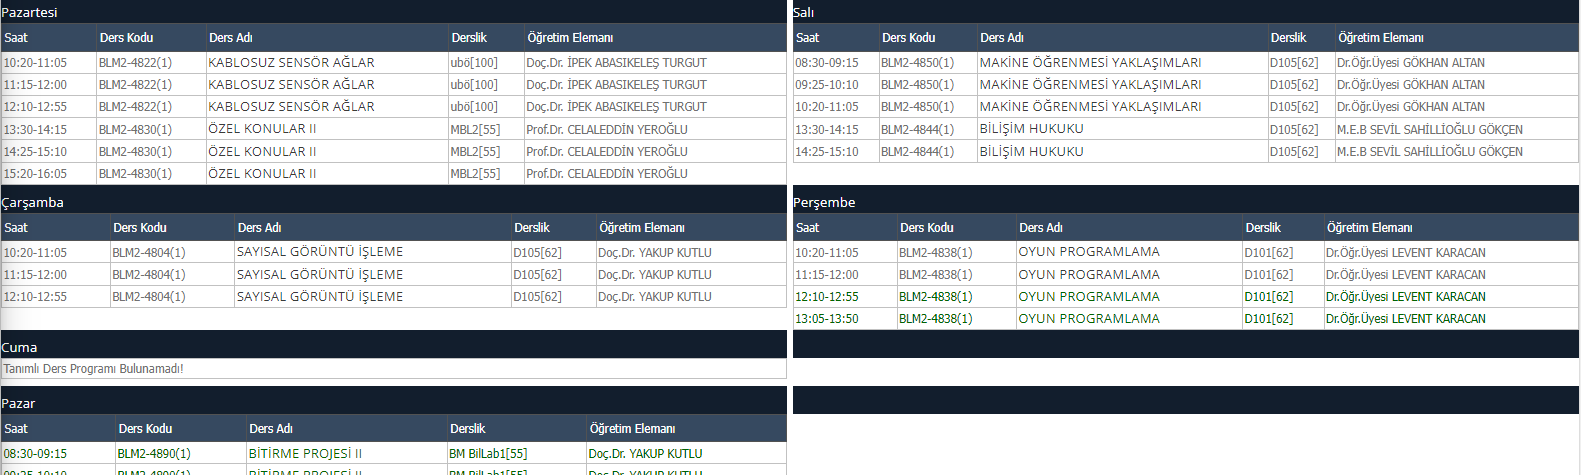 Pazartesi
Saat Ders Kodu Ders Adı Derslik Öğretim Elemanı
10:20-11:05 BLM2-4822(1) KABLOSUZ SENSÖR AĞLAR ubö[100] Doç.Dr. İPEK ABASIKELEŞ TURGUT
11:15-12:00 BLM2-4822(1) KABLOSUZ SENSÖR AĞLAR ubö[100] Doç.Dr. İPEK ABASIKELEŞ TURGUT
12:10-12:55 BLM2-4822(1) KABLOSUZ SENSÖR AĞLAR ubö[100] Doç.Dr. İPEK ABASIKELEŞ TURGUT
13:30-14:15 BLM2-4830(1) ÖZEL KONULAR II MBL2[55] Prof.Dr. CELALEDDİN YEROĞLU
14:25-15:10 BLM2-4830(1) ÖZEL KONULAR II MBL2[55] Prof.Dr. CELALEDDİN YEROĞLU
15:20-16:05 BLM2-4830(1) ÖZEL KONULAR II MBL2[55] Prof.Dr. CELALEDDİN YEROĞLU
Salı
Saat Ders Kodu Ders Adı Derslik Öğretim Elemanı
08:30-09:15 BLM2-4850(1) MAKİNE ÖĞRENMESİ YAKLAŞIMLARI D105[62] Dr.Öğr.Üyesi GÖKHAN ALTAN
09:25-10:10 BLM2-4850(1) MAKİNE ÖĞRENMESİ YAKLAŞIMLARI D105[62] Dr.Öğr.Üyesi GÖKHAN ALTAN
10:20-11:05 BLM2-4850(1) MAKİNE ÖĞRENMESİ YAKLAŞIMLARI D105[62] Dr.Öğr.Üyesi GÖKHAN ALTAN
13:30-14:15 BLM2-4844(1) BİLİŞİM HUKUKU D105[62] M.E.B SEVİL SAHİLLİOĞLU GÖKÇEN
14:25-15:10 BLM2-4844(1) BİLİŞİM HUKUKU D105[62] M.E.B SEVİL SAHİLLİOĞLU GÖKÇEN
Çarşamba
Saat Ders Kodu Ders Adı Derslik Öğretim Elemanı
10:20-11:05 BLM2-4804(1) SAYISAL GÖRÜNTÜ İŞLEME D105[62] Doç.Dr. YAKUP KUTLU
11:15-12:00 BLM2-4804(1) SAYISAL GÖRÜNTÜ İŞLEME D105[62] Doç.Dr. YAKUP KUTLU
12:10-12:55 BLM2-4804(1) SAYISAL GÖRÜNTÜ İŞLEME D105[62] Doç.Dr. YAKUP KUTLU
Perşembe
Saat Ders Kodu Ders Adı Derslik Öğretim Elemanı
10:20-11:05 BLM2-4838(1) OYUN PROGRAMLAMA D101[62] Dr.Öğr.Üyesi LEVENT KARACAN
11:15-12:00 BLM2-4838(1) OYUN PROGRAMLAMA D101[62] Dr.Öğr.Üyesi LEVENT KARACAN
12:10-12:55 BLM2-4838(1) OYUN PROGRAMLAMA D101[62] Dr.Öğr.Üyesi LEVENT KARACAN
13:05-13:50 BLM2-4838(1) OYUN PROGRAMLAMA D101[62] Dr.Öğr.Üyesi LEVENT KARACAN
Cuma
Tanımlı Ders Programı Bulunamadı!
Pazar
Saat Ders Kodu Ders Adı Derslik Öğretim Elemanı
08:30-09:15 BLM2-4890(1) BİTİRME PROJESİ II BM BilLab1[55] Doç.Dr. YAKUP KUTLU
09:25-10:10 BLM2-4890(1) BİTİRME PROJESİ II BM BilLab1[55] Doç.Dr. YAKUP KUTLU